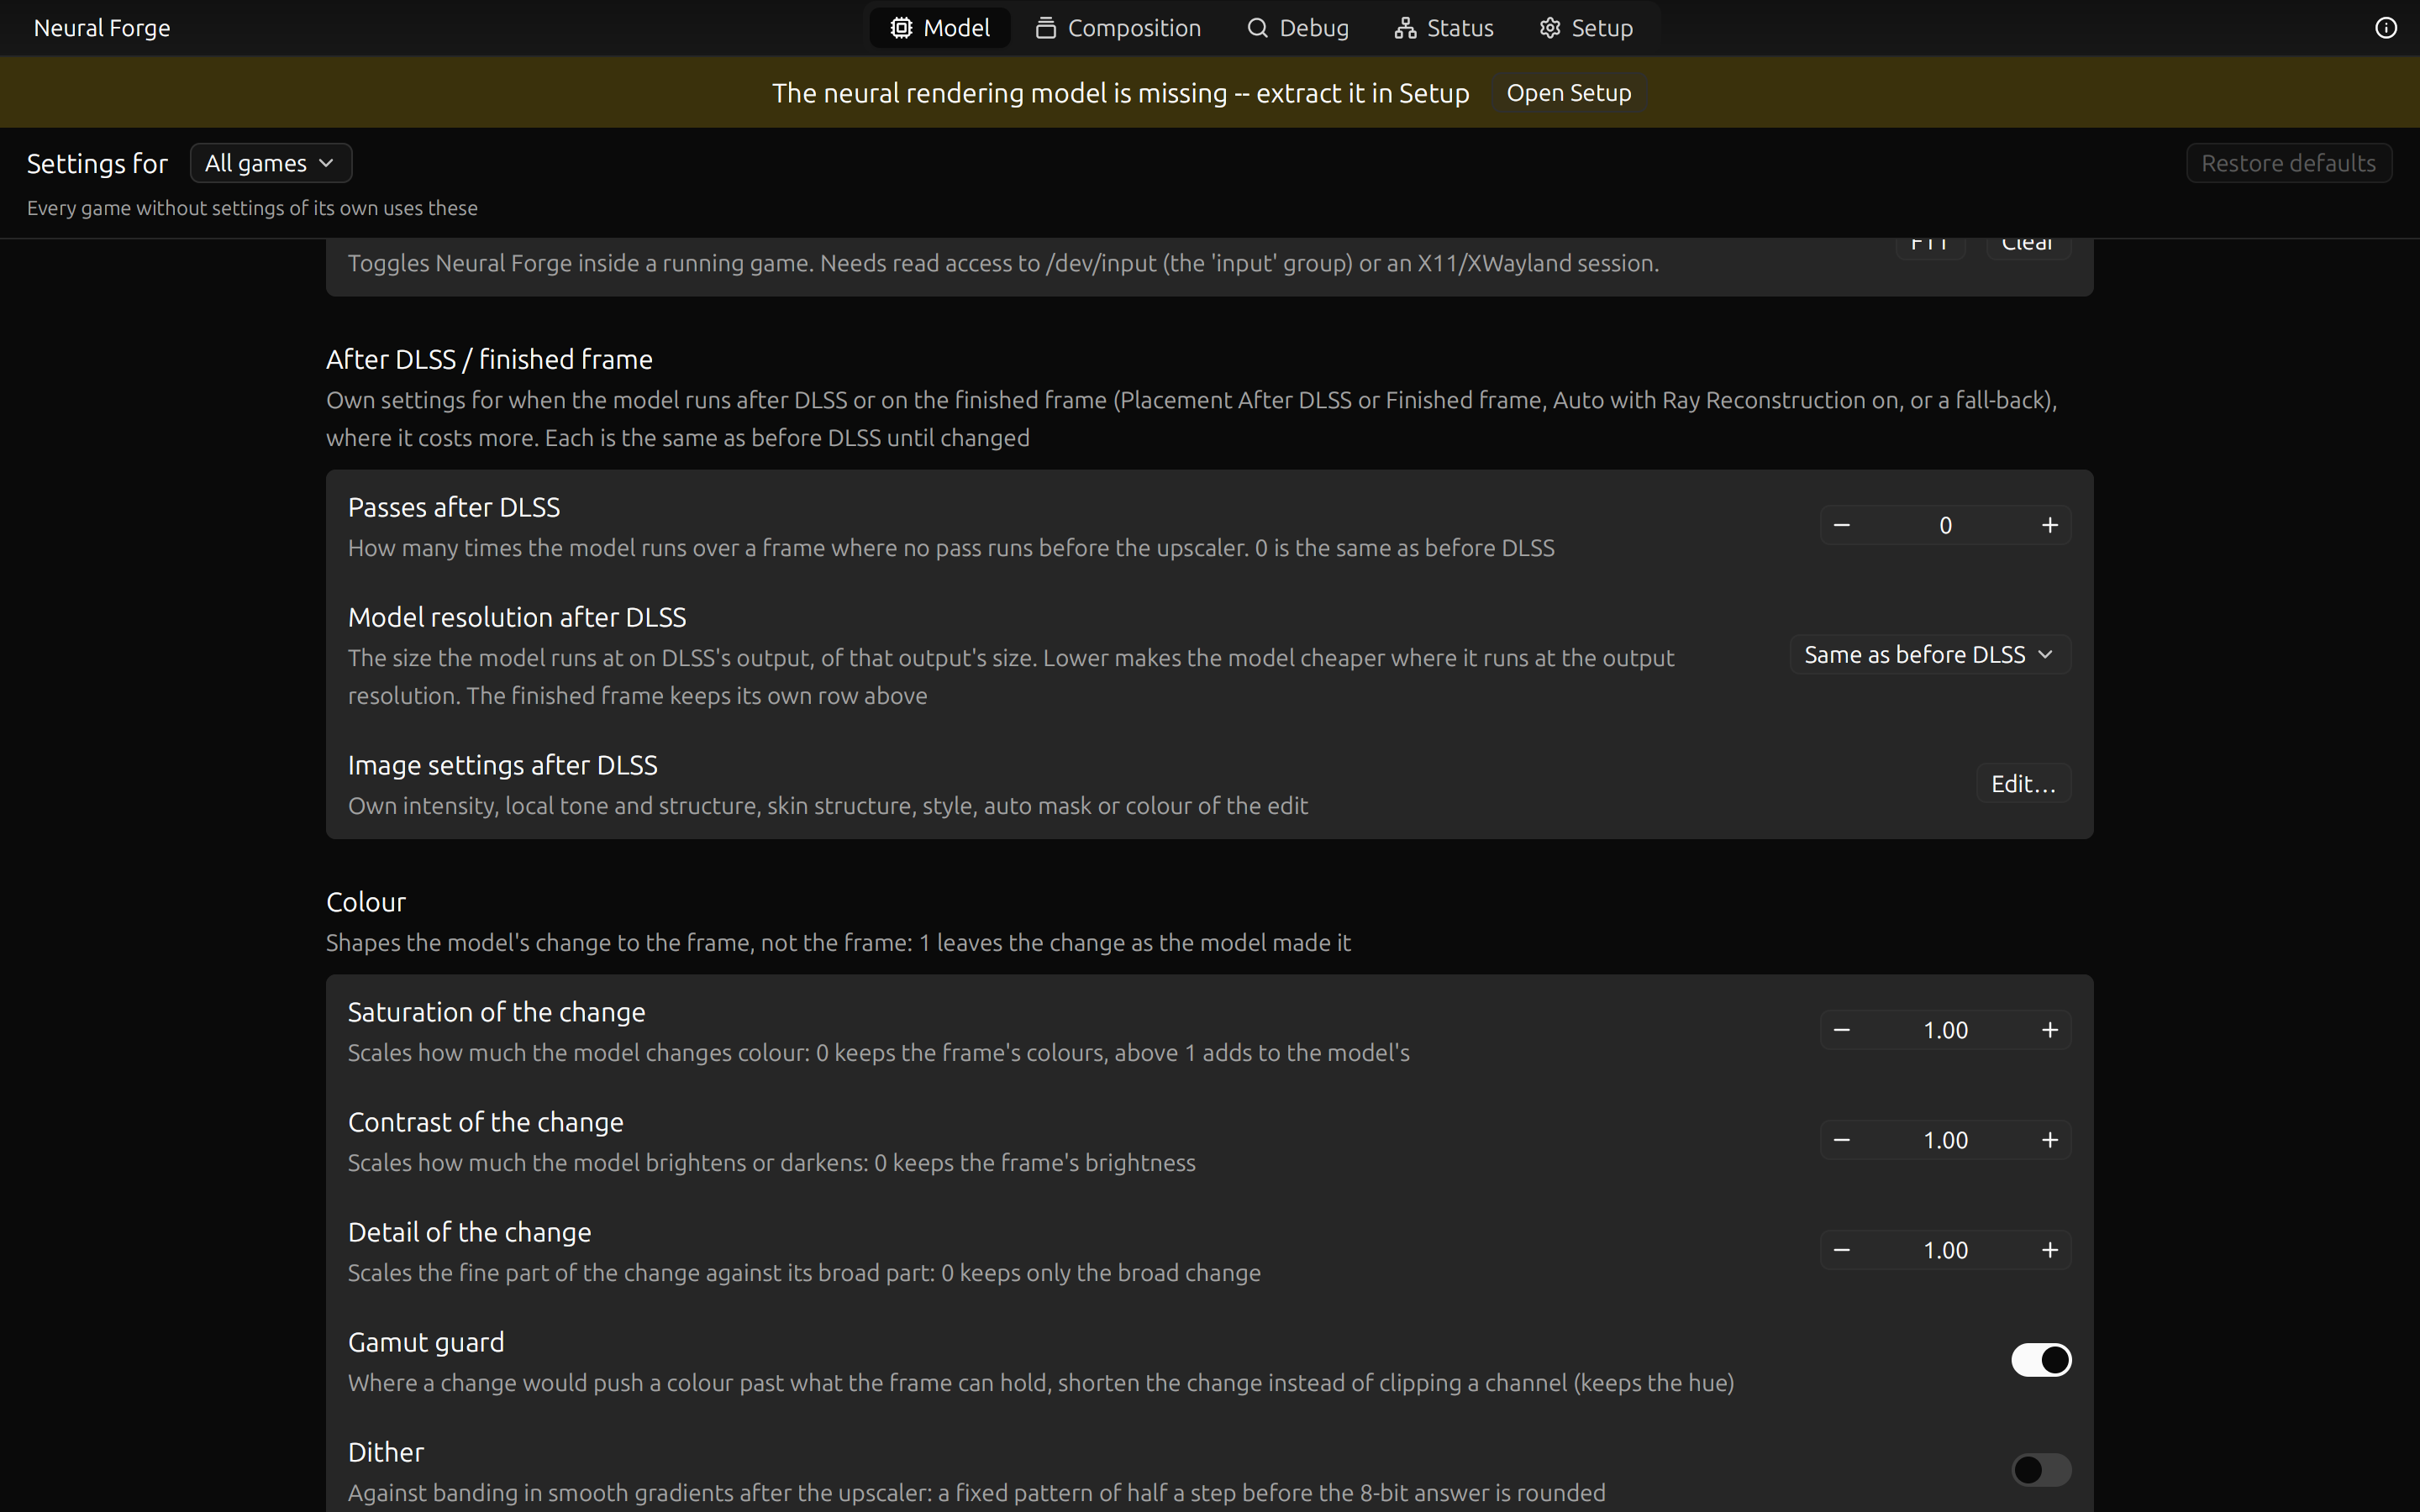 Neural Forge
Model
Composition
Debug
Status
Setup
The neural rendering model is missing -- extract it in Setup
Open Setup
Settings for
All games
Restore defaults
Every game without settings of its own uses these
F11
Clear
Toggles Neural Forge inside a running game. Needs read access to /dev/input (the 'input' group) or an X11/XWayland session.
After DLSS / finished frame
Own settings for when the model runs after DLSS or on the finished frame (Placement After DLSS or Finished frame, Auto with Ray Reconstruction on, or a fall-back),
where it costs more. Each is the same as before DLSS until changed
Passes after DLSS
0
How many times the model runs over a frame where no pass runs before the upscaler. 0 is the same as before DLSS
Model resolution after DLSS
The size the model runs at on DLSS's output, of that output's size. Lower makes the model cheaper where it runs at the output
Same as before DLSS
resolution. The finished frame keeps its own row above
Image settings after DLSS
Edit...
Own intensity, local tone and structure, skin structure, style, auto mask or colour of the edit
Colour
Shapes the model's change to the frame, not the frame: 1 leaves the change as the model made it
Saturation of the change
1.00
Scales how much the model changes colour: 0 keeps the frame's colours, above 1 adds to the model's
Contrast of the change
1.00
Scales how much the model brightens or darkens: 0 keeps the frame's brightness
Detail of the change
1.00
Scales the fine part of the change against its broad part: 0 keeps only the broad change
Gamut guard
Where a change would push a colour past what the frame can hold, shorten the change instead of clipping a channel (keeps the hue)
Dither
Against banding in smooth gradients after the upscaler: a fixed pattern of half a step before the 8-bit answer is rounded